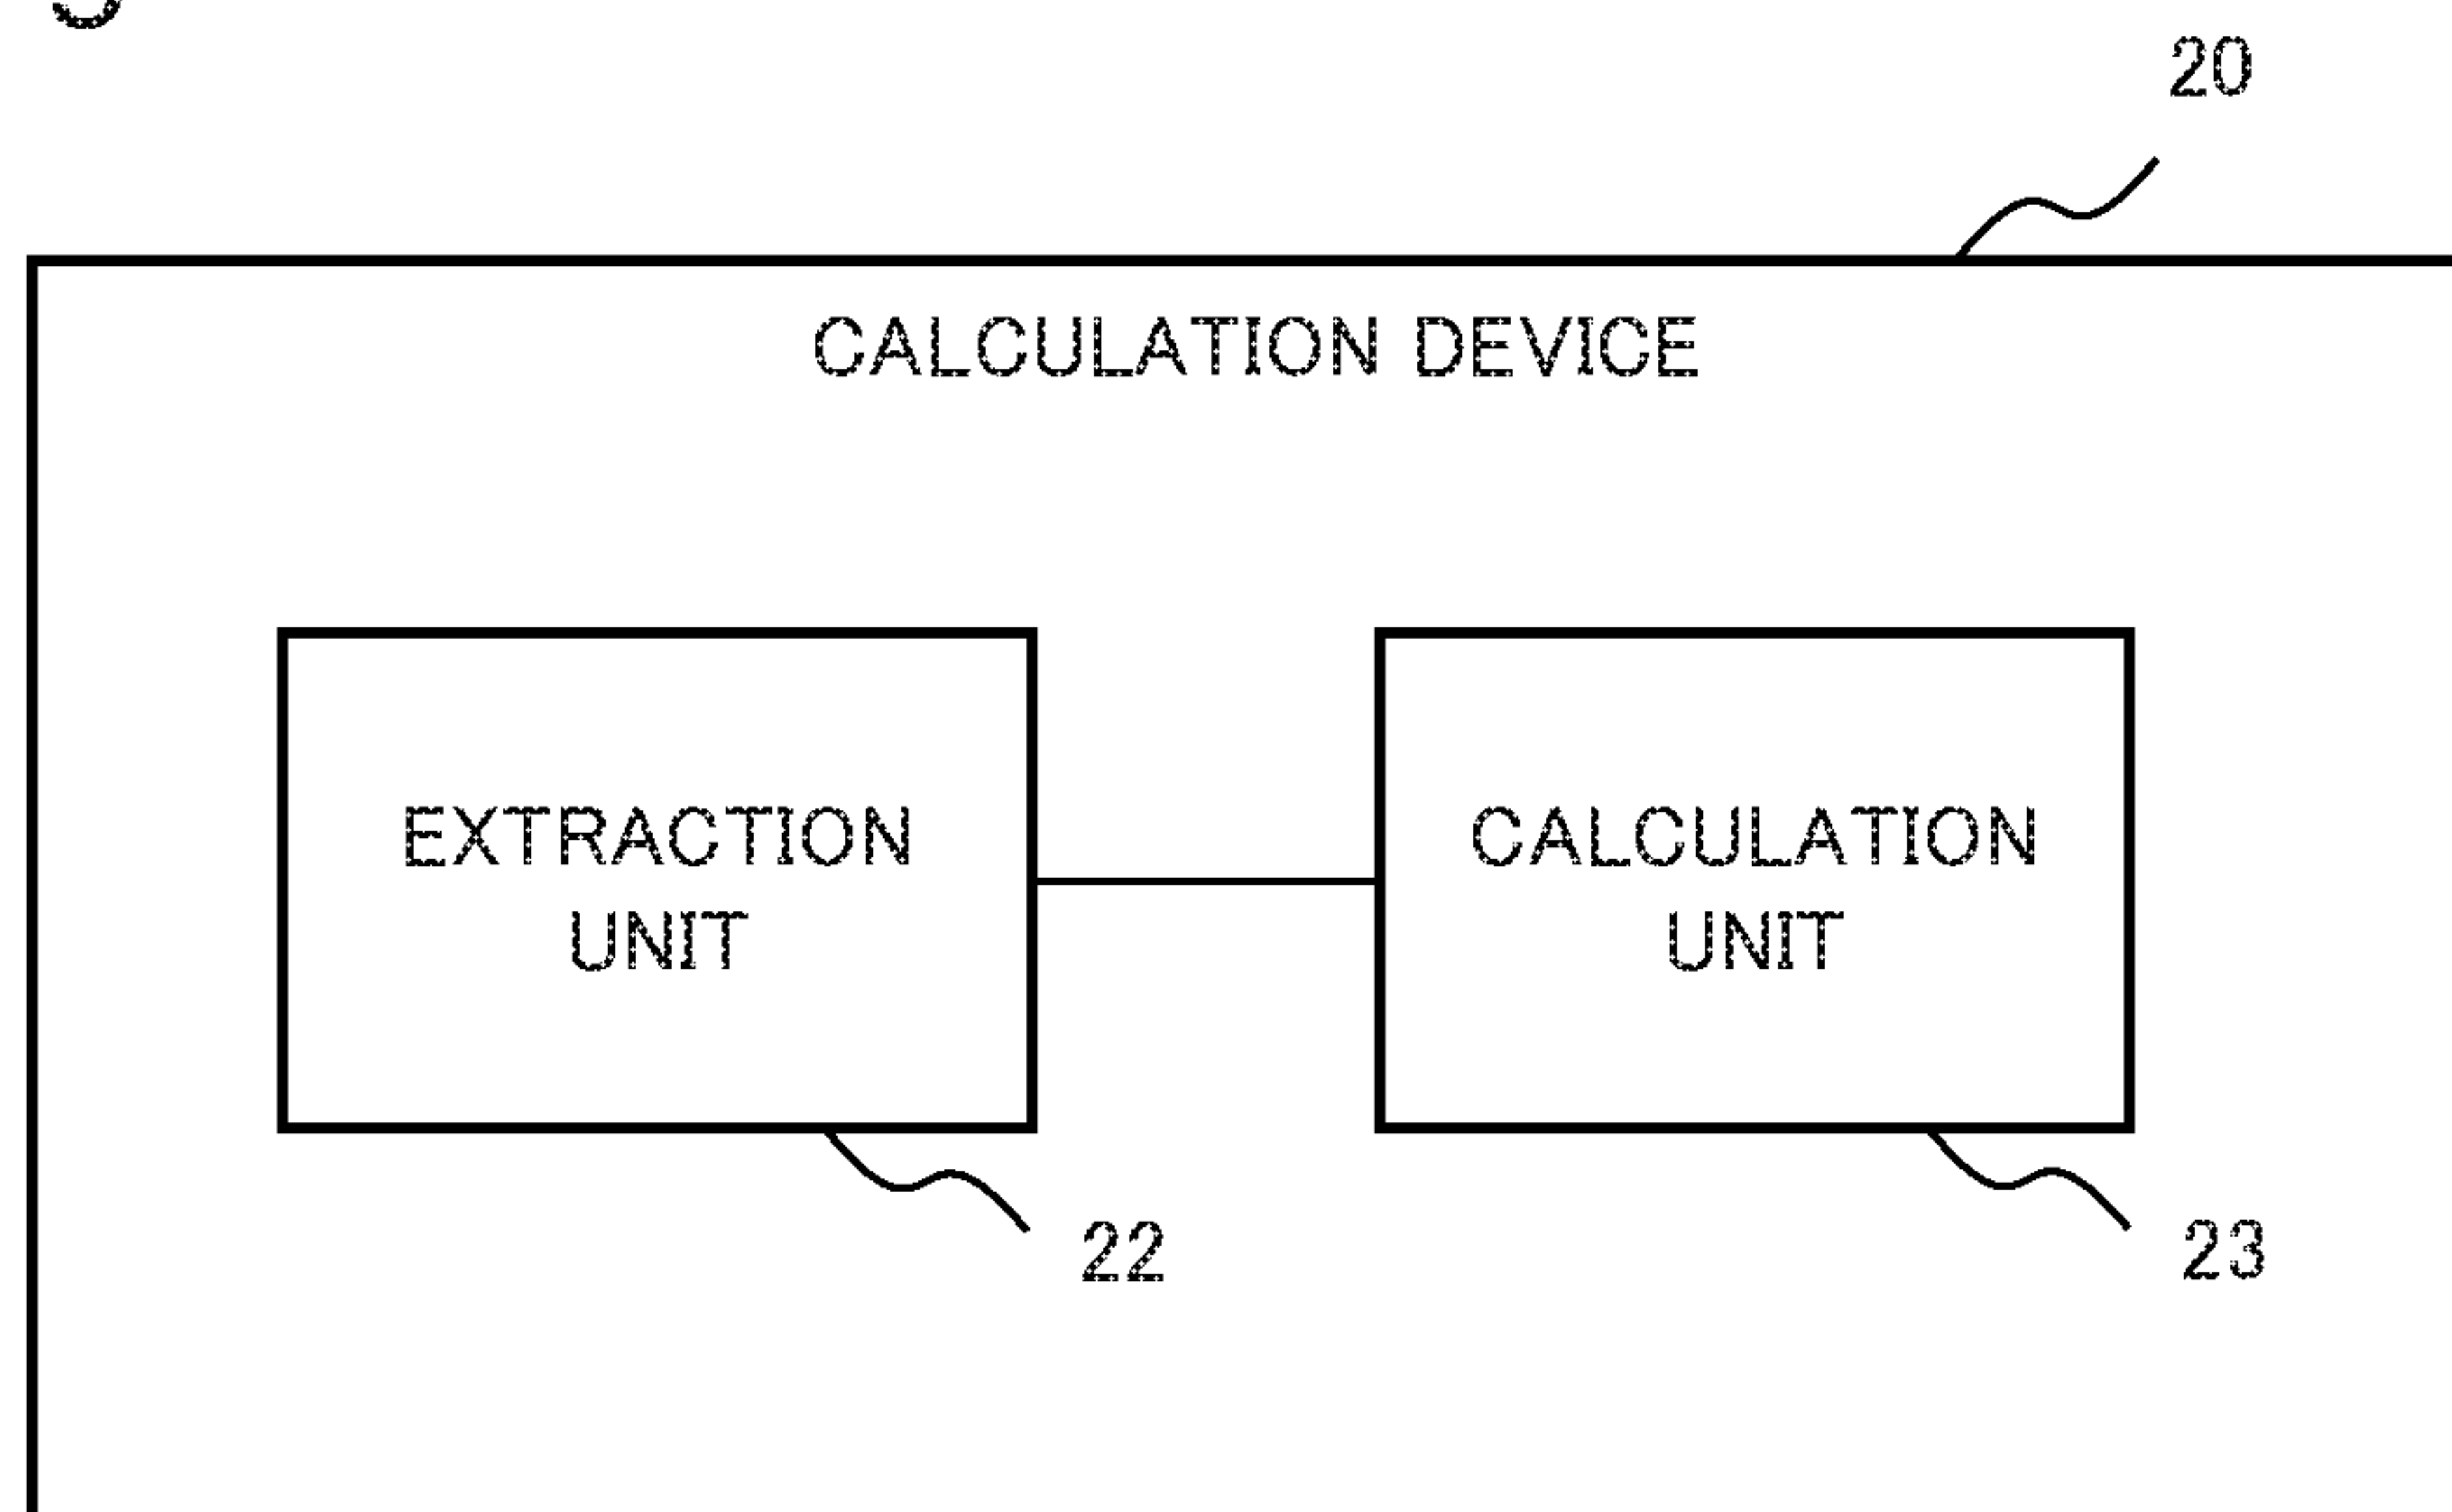 20
CALCULATION DEVICE
EXTRACTION
UNIT
CALCULATION
UNIT
22
23